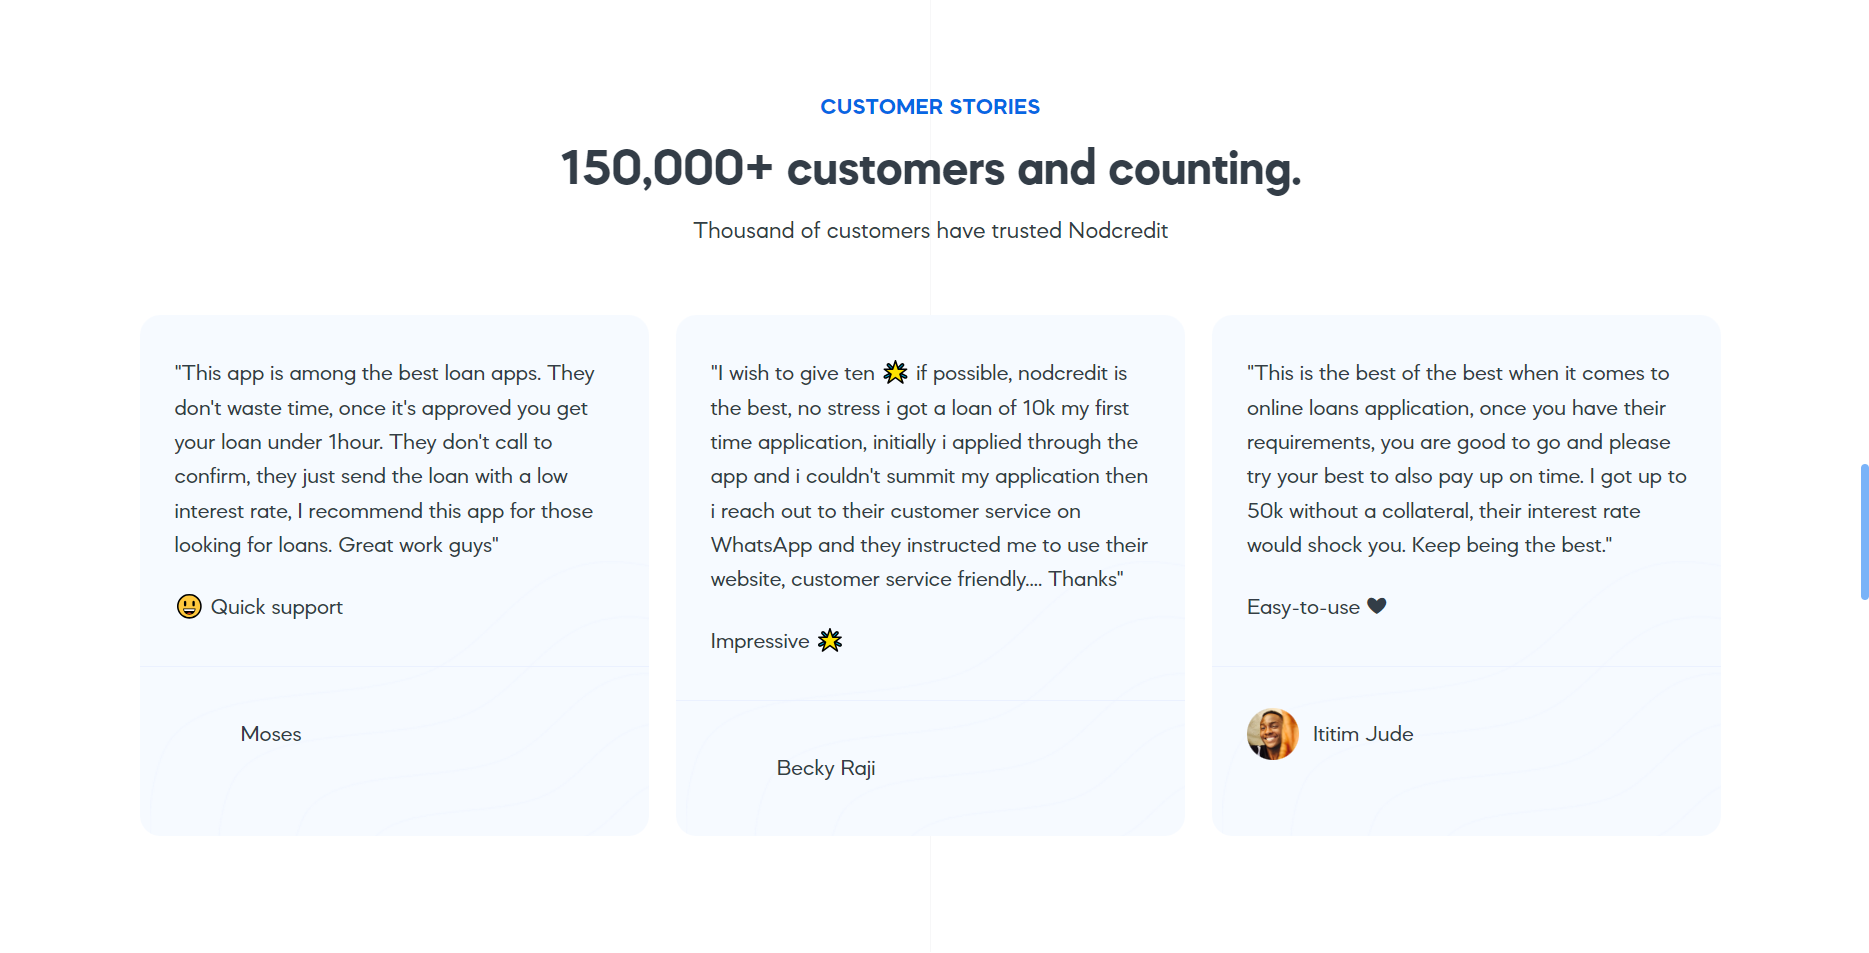 CUSTOMER STORIES
150,000+ customers and counting.
Thousand of customers have trusted Nodcredit
"This app is among the best loan apps. They
don't waste time, once it's approved you get
your loan under 1hour. They don't call to
confirm, they just send the loan with a low
interest rate, I recommend this app for those
looking for loans. Great work guys"
😃 Quick support
Moses
"I wish to give ten 🌟 if possible, nodcredit is
the best, no stress i got a loan of 10k my first
time application, initially i applied through the
app and i couldn't summit my application then
i reach out to their customer service on
WhatsApp and they instructed me to use their
website, customer service friendly.... Thanks"
Impressive 🌟
Becky Raji
"This is the best of the best when it comes to
online loans application, once you have their
requirements, you are good to go and please
try your best to also pay up on time. I got up to
50k without a collateral, their interest rate
would shock you. Keep being the best."
Easy-to-use 🖤
Ititim Jude